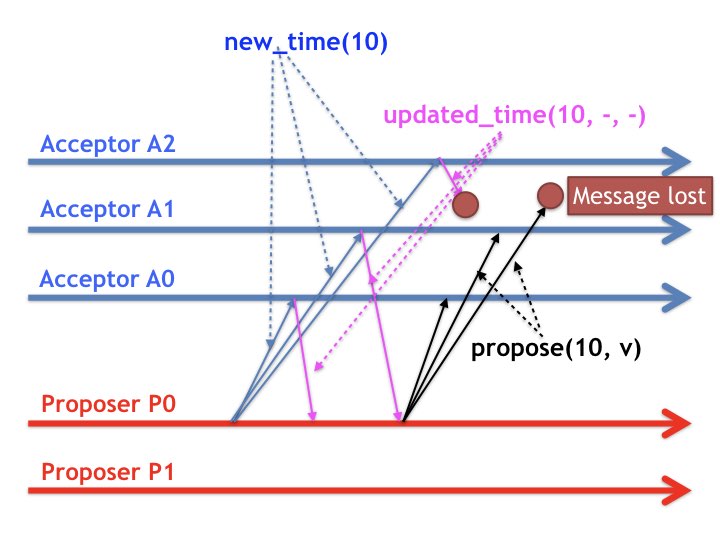 new_time(10)
updated_time(10, -, -)
Acceptor A2
Message lost
Acceptor A1
Acceptor A0
propose(10, v)
Proposer P0
Proposer P1